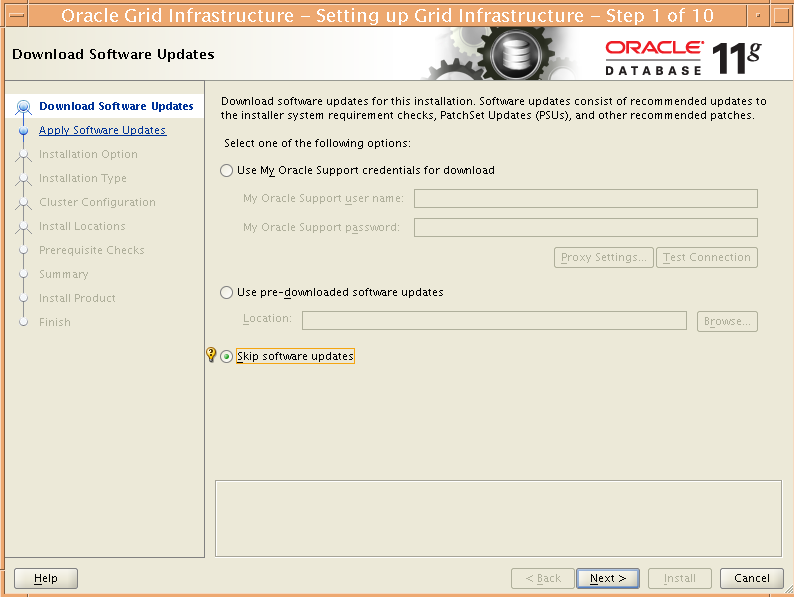 Oracle Grid Infrastructure – Setting up Grid Infrastructure – Step 1 of 10
Download Software Updates
ORACLE
DATABASE
11g
Download Software Updates
Apply Software Updates
Installation Option
Installation Type
Cluster Configuration
Install Locations
Prerequisite Checks
Summary
Install Product
Finish
Download software updates for this installation. Software updates consist of recommended updates to
the installer system requirement checks, PatchSet Updates (PSUs), and other recommended patches.
Select one of the following options:
Use My Oracle Support credentials for download
My Oracle Support user name:
My Oracle Support password:
Proxy Settings... Test Connection
Use pre-downloaded software updates
Location: Browse...
Skip software updates
Help < Back Next > Install Cancel